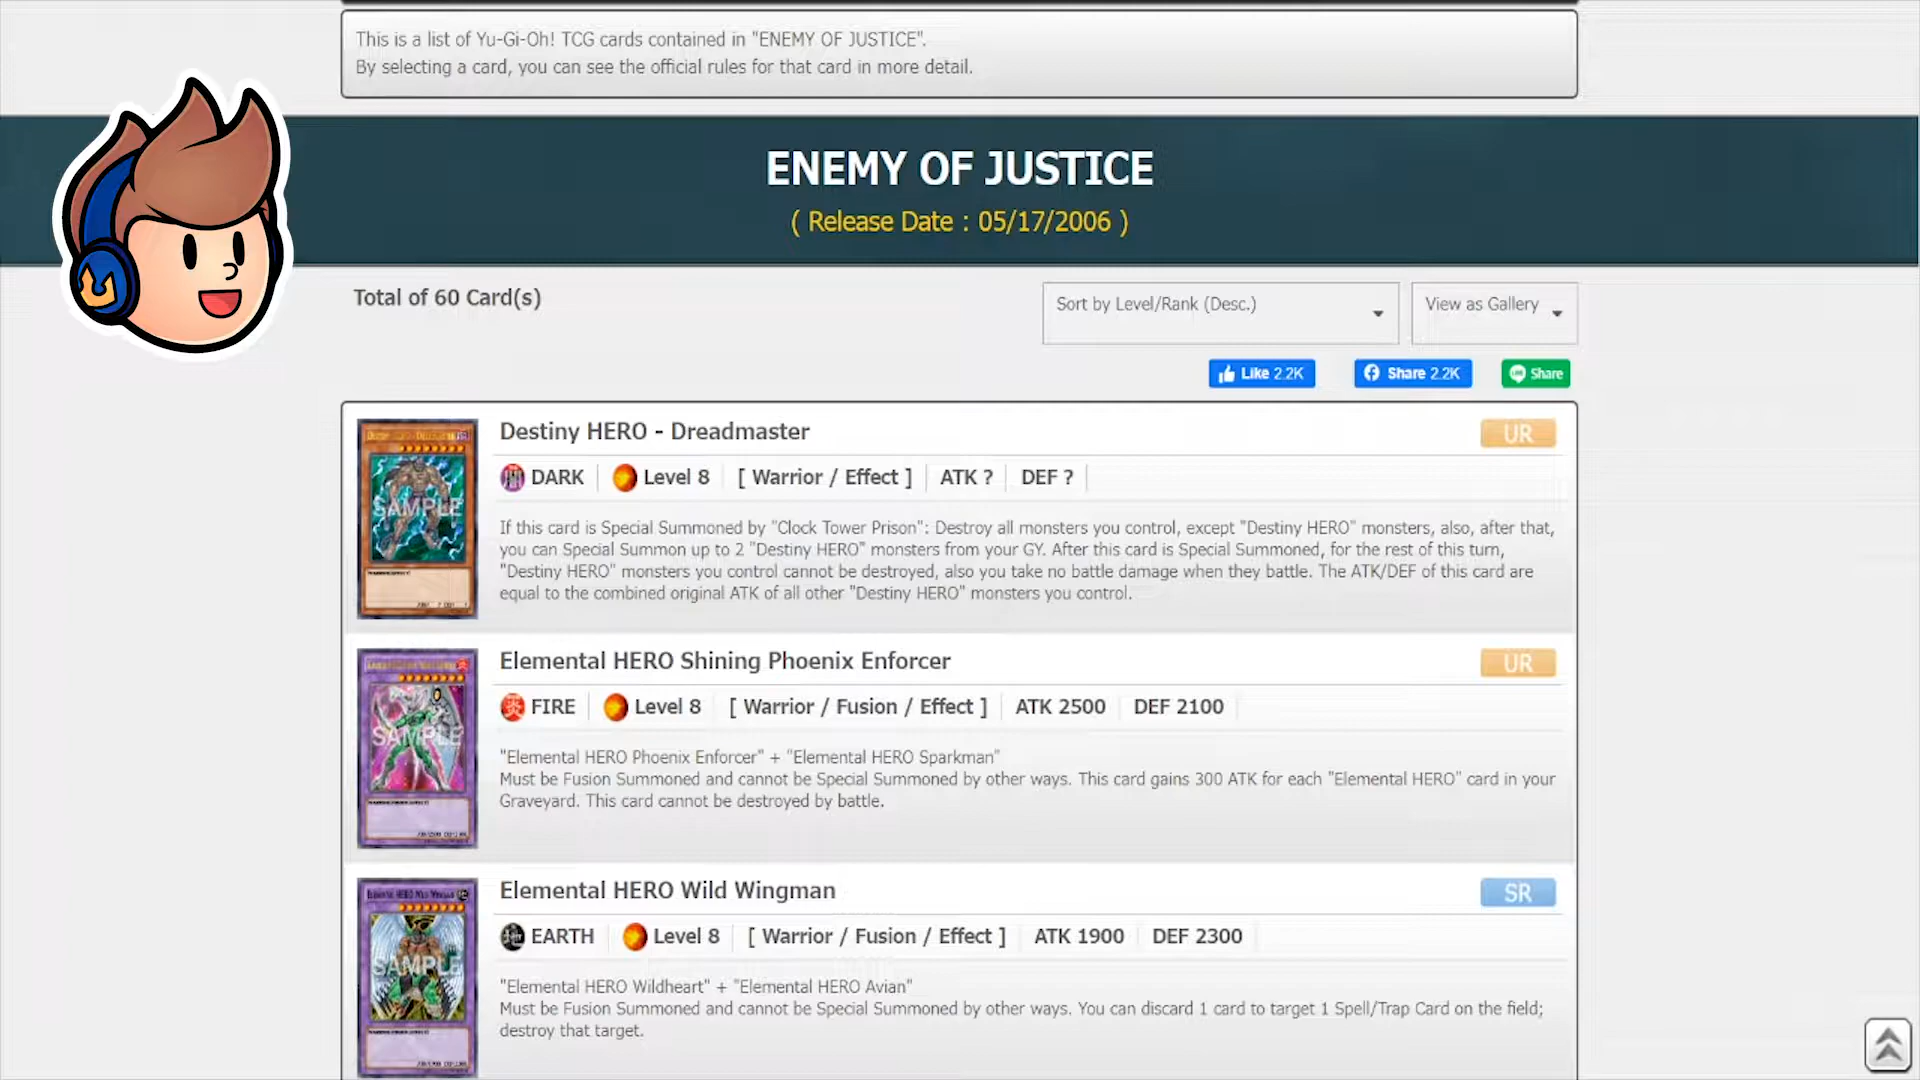 This is a list of Yu-Gi-Oh! TCG cards contained in "ENEMY OF JUSTICE".
By selecting a card, you can see the official rules for that card in more detail.
ENEMY OF JUSTICE
( Release Date : 05/17/2006 )
Total of 60 Card(s)
Sort by Level/Rank (Desc.)
View as Gallery
Like 2.2K
Share 2.2K
Share
Destiny HERO - Dreadmaster
UR
DARK Level 8 [ Warrior / Effect ] ATK ? DEF ?
SAMPLE
If this card is Special Summoned by "Clock Tower Prison": Destroy all monsters you control, except "Destiny HERO" monsters, also, after that,
you can Special Summon up to 2 "Destiny HERO" monsters from your GY. After this card is Special Summoned, for the rest of this turn,
"Destiny HERO" monsters you control cannot be destroyed, also you take no battle damage when they battle. The ATK/DEF of this card are
equal to the combined original ATK of all other "Destiny HERO" monsters you control.
Elemental HERO Shining Phoenix Enforcer
UR
炎 FIRE Level 8 [ Warrior / Fusion / Effect ] ATK 2500 DEF 2100
SAMPLE
"Elemental HERO Phoenix Enforcer" + "Elemental HERO Sparkman"
Must be Fusion Summoned and cannot be Special Summoned by other ways. This card gains 300 ATK for each "Elemental HERO" card in your
Graveyard. This card cannot be destroyed by battle.
Elemental HERO Wild Wingman
SR
EARTH Level 8 [ Warrior / Fusion / Effect ] ATK 1900 DEF 2300
SAMPLE
"Elemental HERO Wildheart" + "Elemental HERO Avian"
Must be Fusion Summoned and cannot be Special Summoned by other ways. You can discard 1 card to target 1 Spell/Trap Card on the field;
destroy that target.